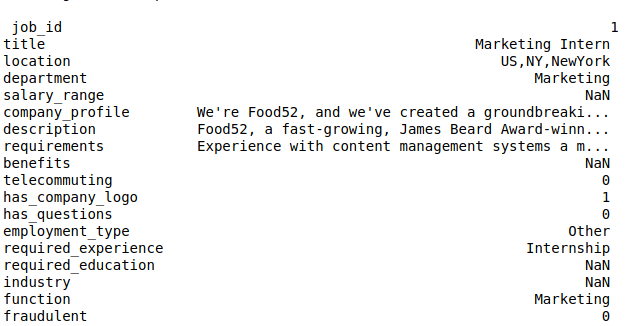 job_id 1
title Marketing Intern
location US,NY,NewYork
department Marketing
salary_range NaN
company_profile We're Food52, and we've created a groundbreaki...
description Food52, a fast-growing, James Beard Award-winn...
requirements Experience with content management systems a m...
benefits NaN
telecommuting 0
has_company_logo 1
has_questions 0
employment_type Other
required_experience Internship
required_education NaN
industry NaN
function Marketing
fraudulent 0